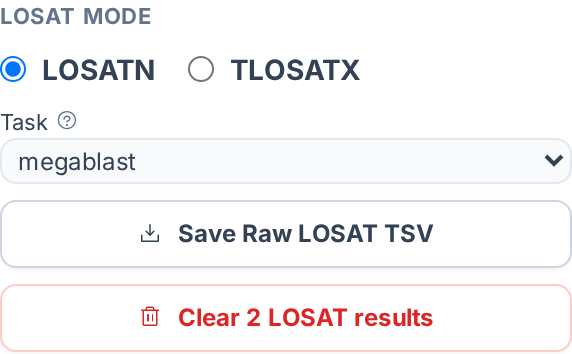 LOSAT MODE
LOSATN TLOSATX
Task
megablast
Save Raw LOSAT TSV
Clear 2 LOSAT results